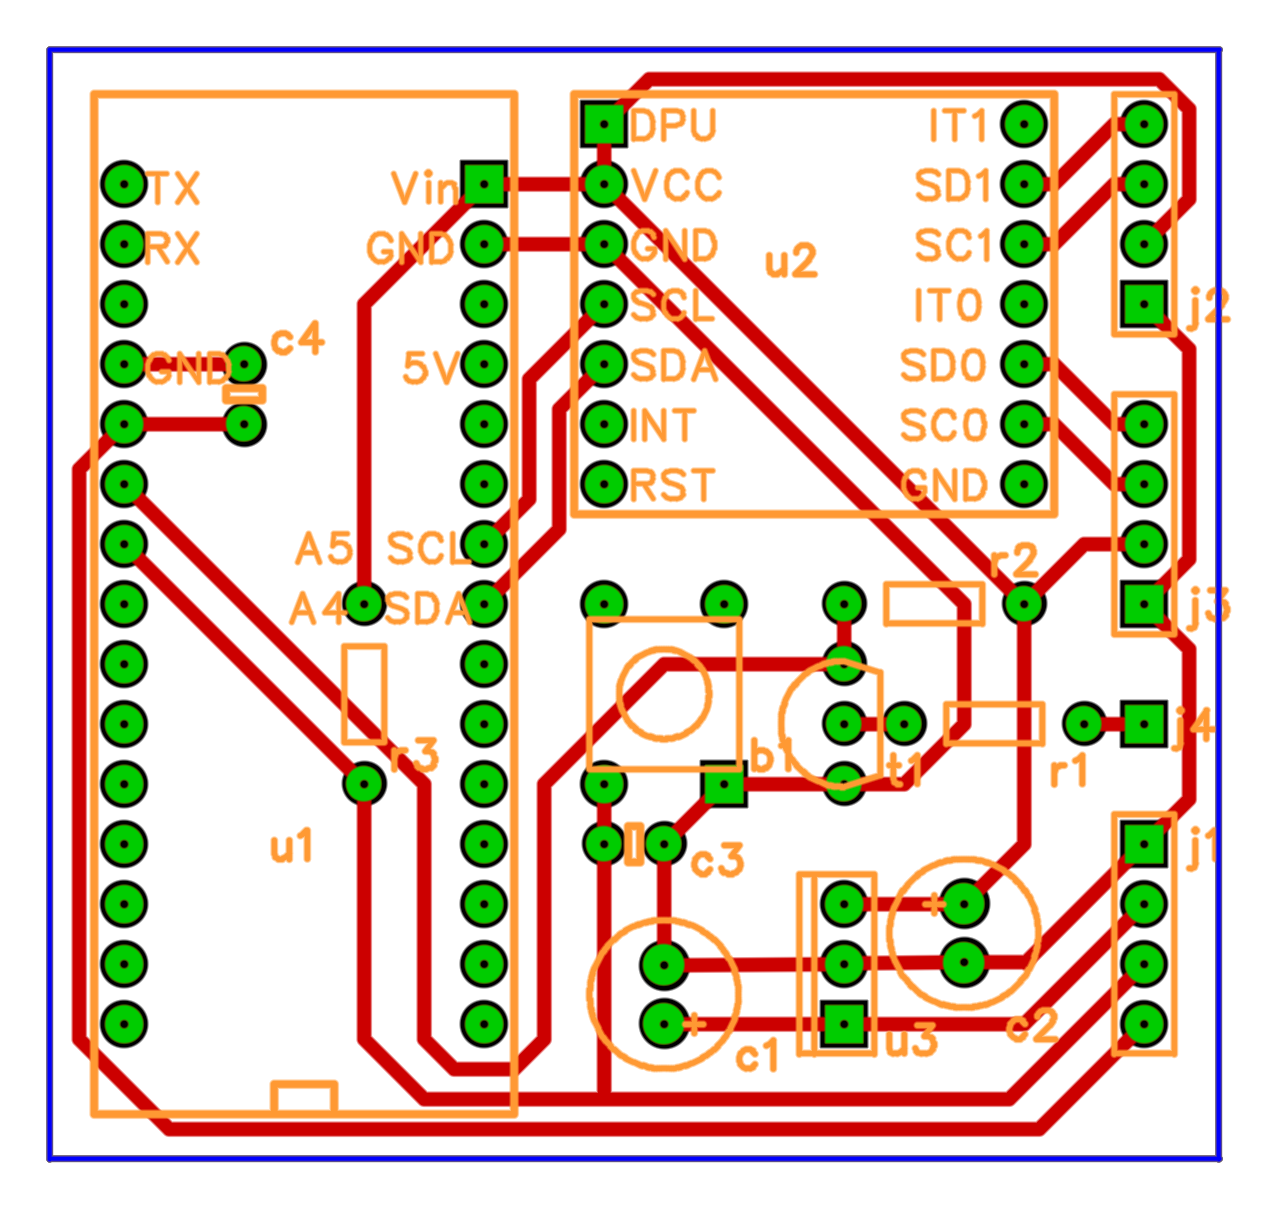 DPU
IT1
TX
Vin
VCC
SD1
RX
GND
GND
SC1
u2
SCL
IT0
j2
c4
GND
5V
SDA
SD0
INT
SC0
RST
GND
A5 SCL
r2
A4 SDA
j3
r3
b1
t1
r1
j4
u1
c3
j1
+
+
c1
u3
c2